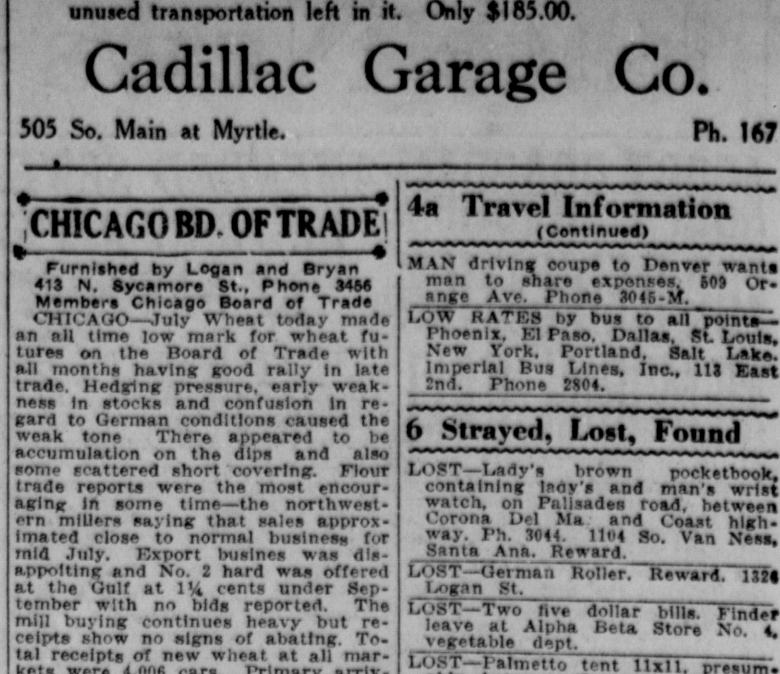 unused transportation left in it. Only $185.00.
Cadillac Garage Co.
505 So. Main at Myrtle. Ph. 167
CHICAGO BD. OF TRADE
Furnished by Logan and Bryan
413 N. Sycamore St., Phone 3456
Members Chicago Board of Trade
CHICAGO—July Wheat today made
an all time low mark for wheat fu-
tures on the Board of Trade with
all months having good rally in late
trade. Hedging pressure, early weak-
ness in stocks and confusion in re-
gard to German conditions caused the
weak tone There appeared to be
accumulation on the dips and also
some scattered short covering. Flour
trade reports were the most encour-
aging in some time—the northwest-
ern millers saying that sales approx-
imated close to normal business for
mid July. Export busines was dis-
appoiting and No. 2 hard was offered
at the Gulf at 1¼ cents under Sep-
tember with no bids reported. The
mill buying continues heavy but re-
ceipts show no signs of abating. To-
tal receipts of new wheat at all mar-
kets were 4,006 cars. Primary arriv-
4a Travel Information
(Continued)
MAN driving coupe to Denver wants
man to share expenses. 509 Or-
ange Ave. Phone 3045-M.
LOW RATES by bus to all points—
Phoenix, El Paso, Dallas, St. Louis,
New York, Portland, Salt Lake.
Imperial Bus Lines, Inc., 113 East
2nd. Phone 2804.
6 Strayed, Lost, Found
LOST—Lady's brown pocketbook,
containing lady's and man's wrist
watch, on Palisades road, between
Corona Del Ma. and Coast high-
way. Ph. 3044. 1104 So. Van Ness,
Santa Ana. Reward.
LOST—German Roller. Reward. 1324
Logan St.
LOST—Two five dollar bills. Finder
leave at Alpha Beta Store No. 4,
vegetable dept.
LOST—Palmetto tent 11x11, presum-